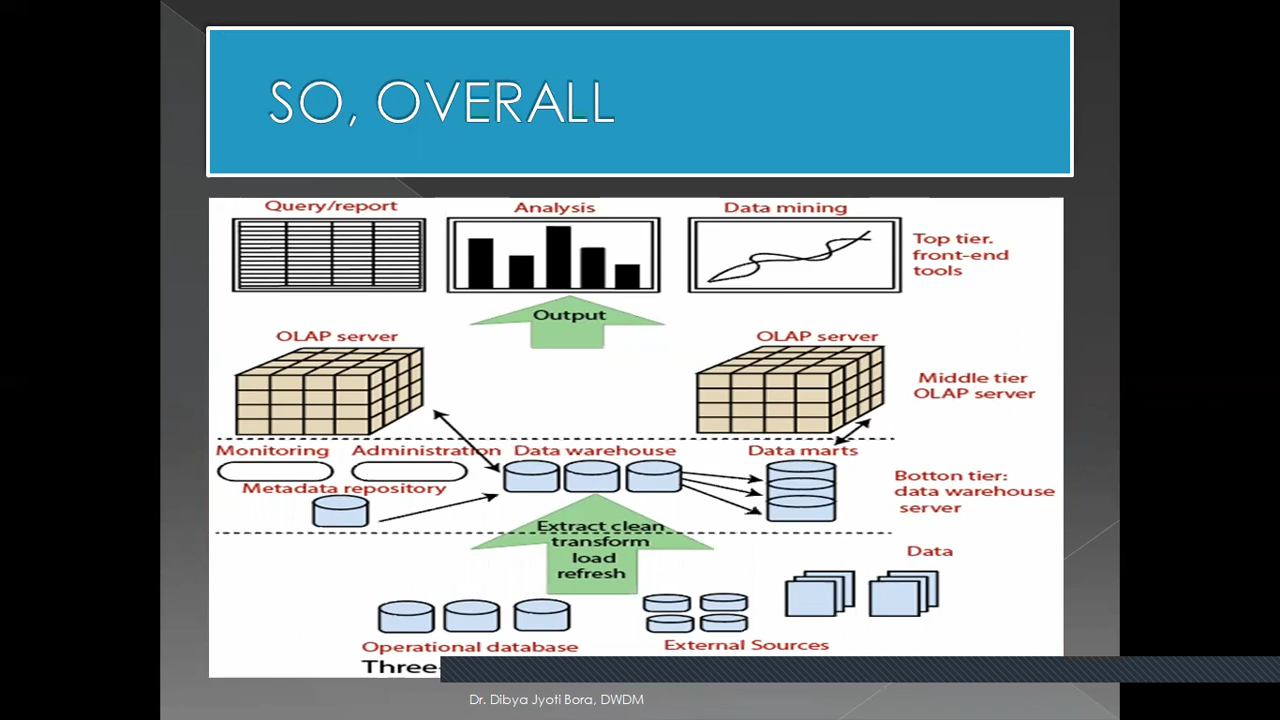 SO, OVERALL
Query/report
Analysis
Data mining
Top tier.
front-end
tools
Output
OLAP server
OLAP server
Middle tier
OLAP server
Monitoring
Administration
Data warehouse
Data marts
Metadata repository
Botton tier:
data warehouse
server
Extract clean
transform
load
refresh
Data
Operational database
External Sources
Three-
Dr. Dibya Jyoti Bora, DWDM